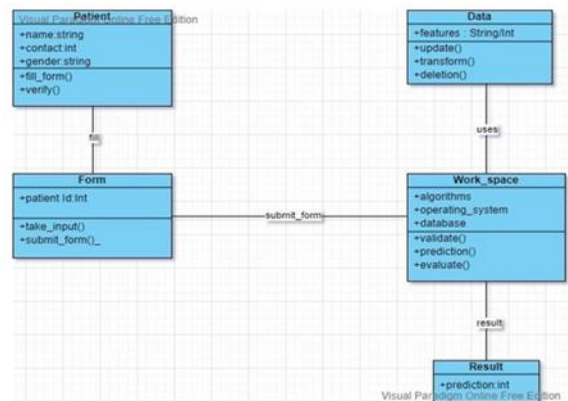 Visual Paradigm Online Free Edition
Patient
+name:string
+contact:int
+gender:string
+fill_form()
+verify()
Data
+features : String/Int
+update()
+transform()
+deletion()
fill
uses
Form
+patient Id:Int
+take_input()
+submit_form()_
submit_form
Work_space
+algorithms
+operating_system
+database
+validate()
+prediction()
+evaluate()
result
Result
+prediction:int
Visual Paradigm Online Free Edition